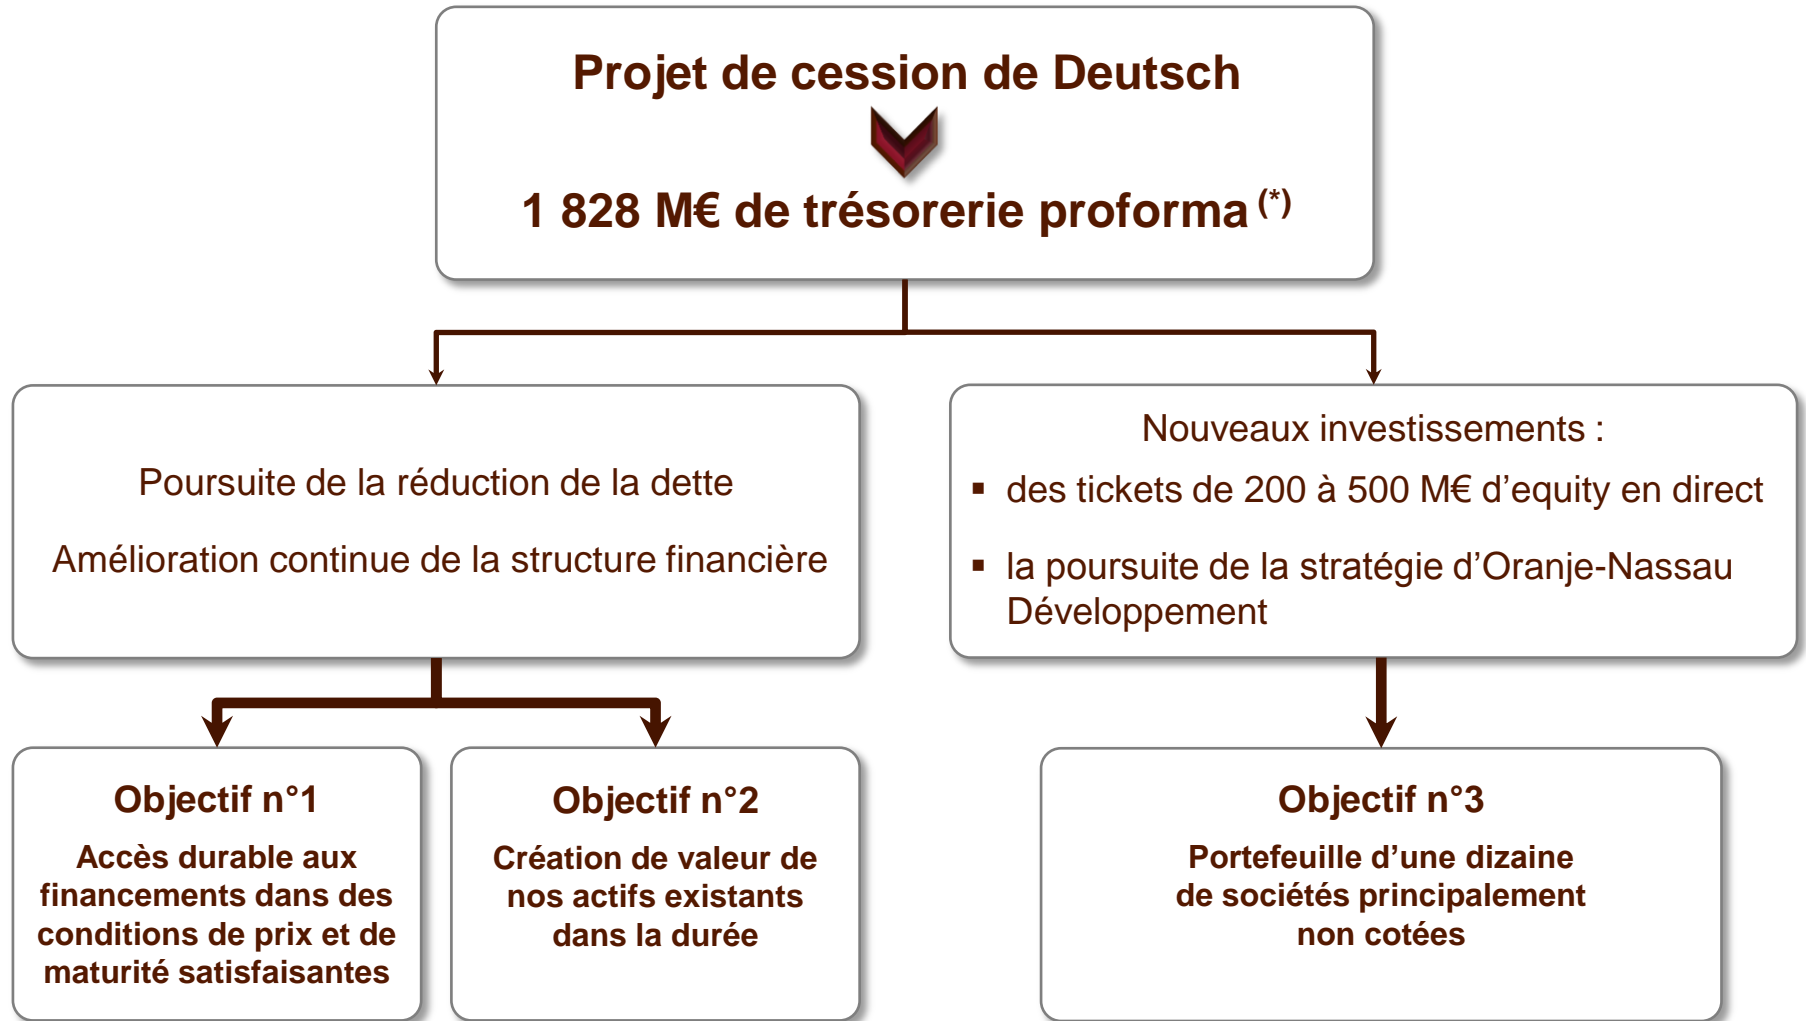 Projet de cession de Deutsch
1 828 M€ de trésorerie proforma (*)
Poursuite de la réduction de la dette
Amélioration continue de la structure financière
Nouveaux investissements :
▪ des tickets de 200 à 500 M€ d’equity en direct
▪ la poursuite de la stratégie d’Oranje-Nassau
Développement
Objectif n°1
Accès durable aux
financements dans des
conditions de prix et de
maturité satisfaisantes
Objectif n°2
Création de valeur de
nos actifs existants
dans la durée
Objectif n°3
Portefeuille d’une dizaine
de sociétés principalement
non cotées